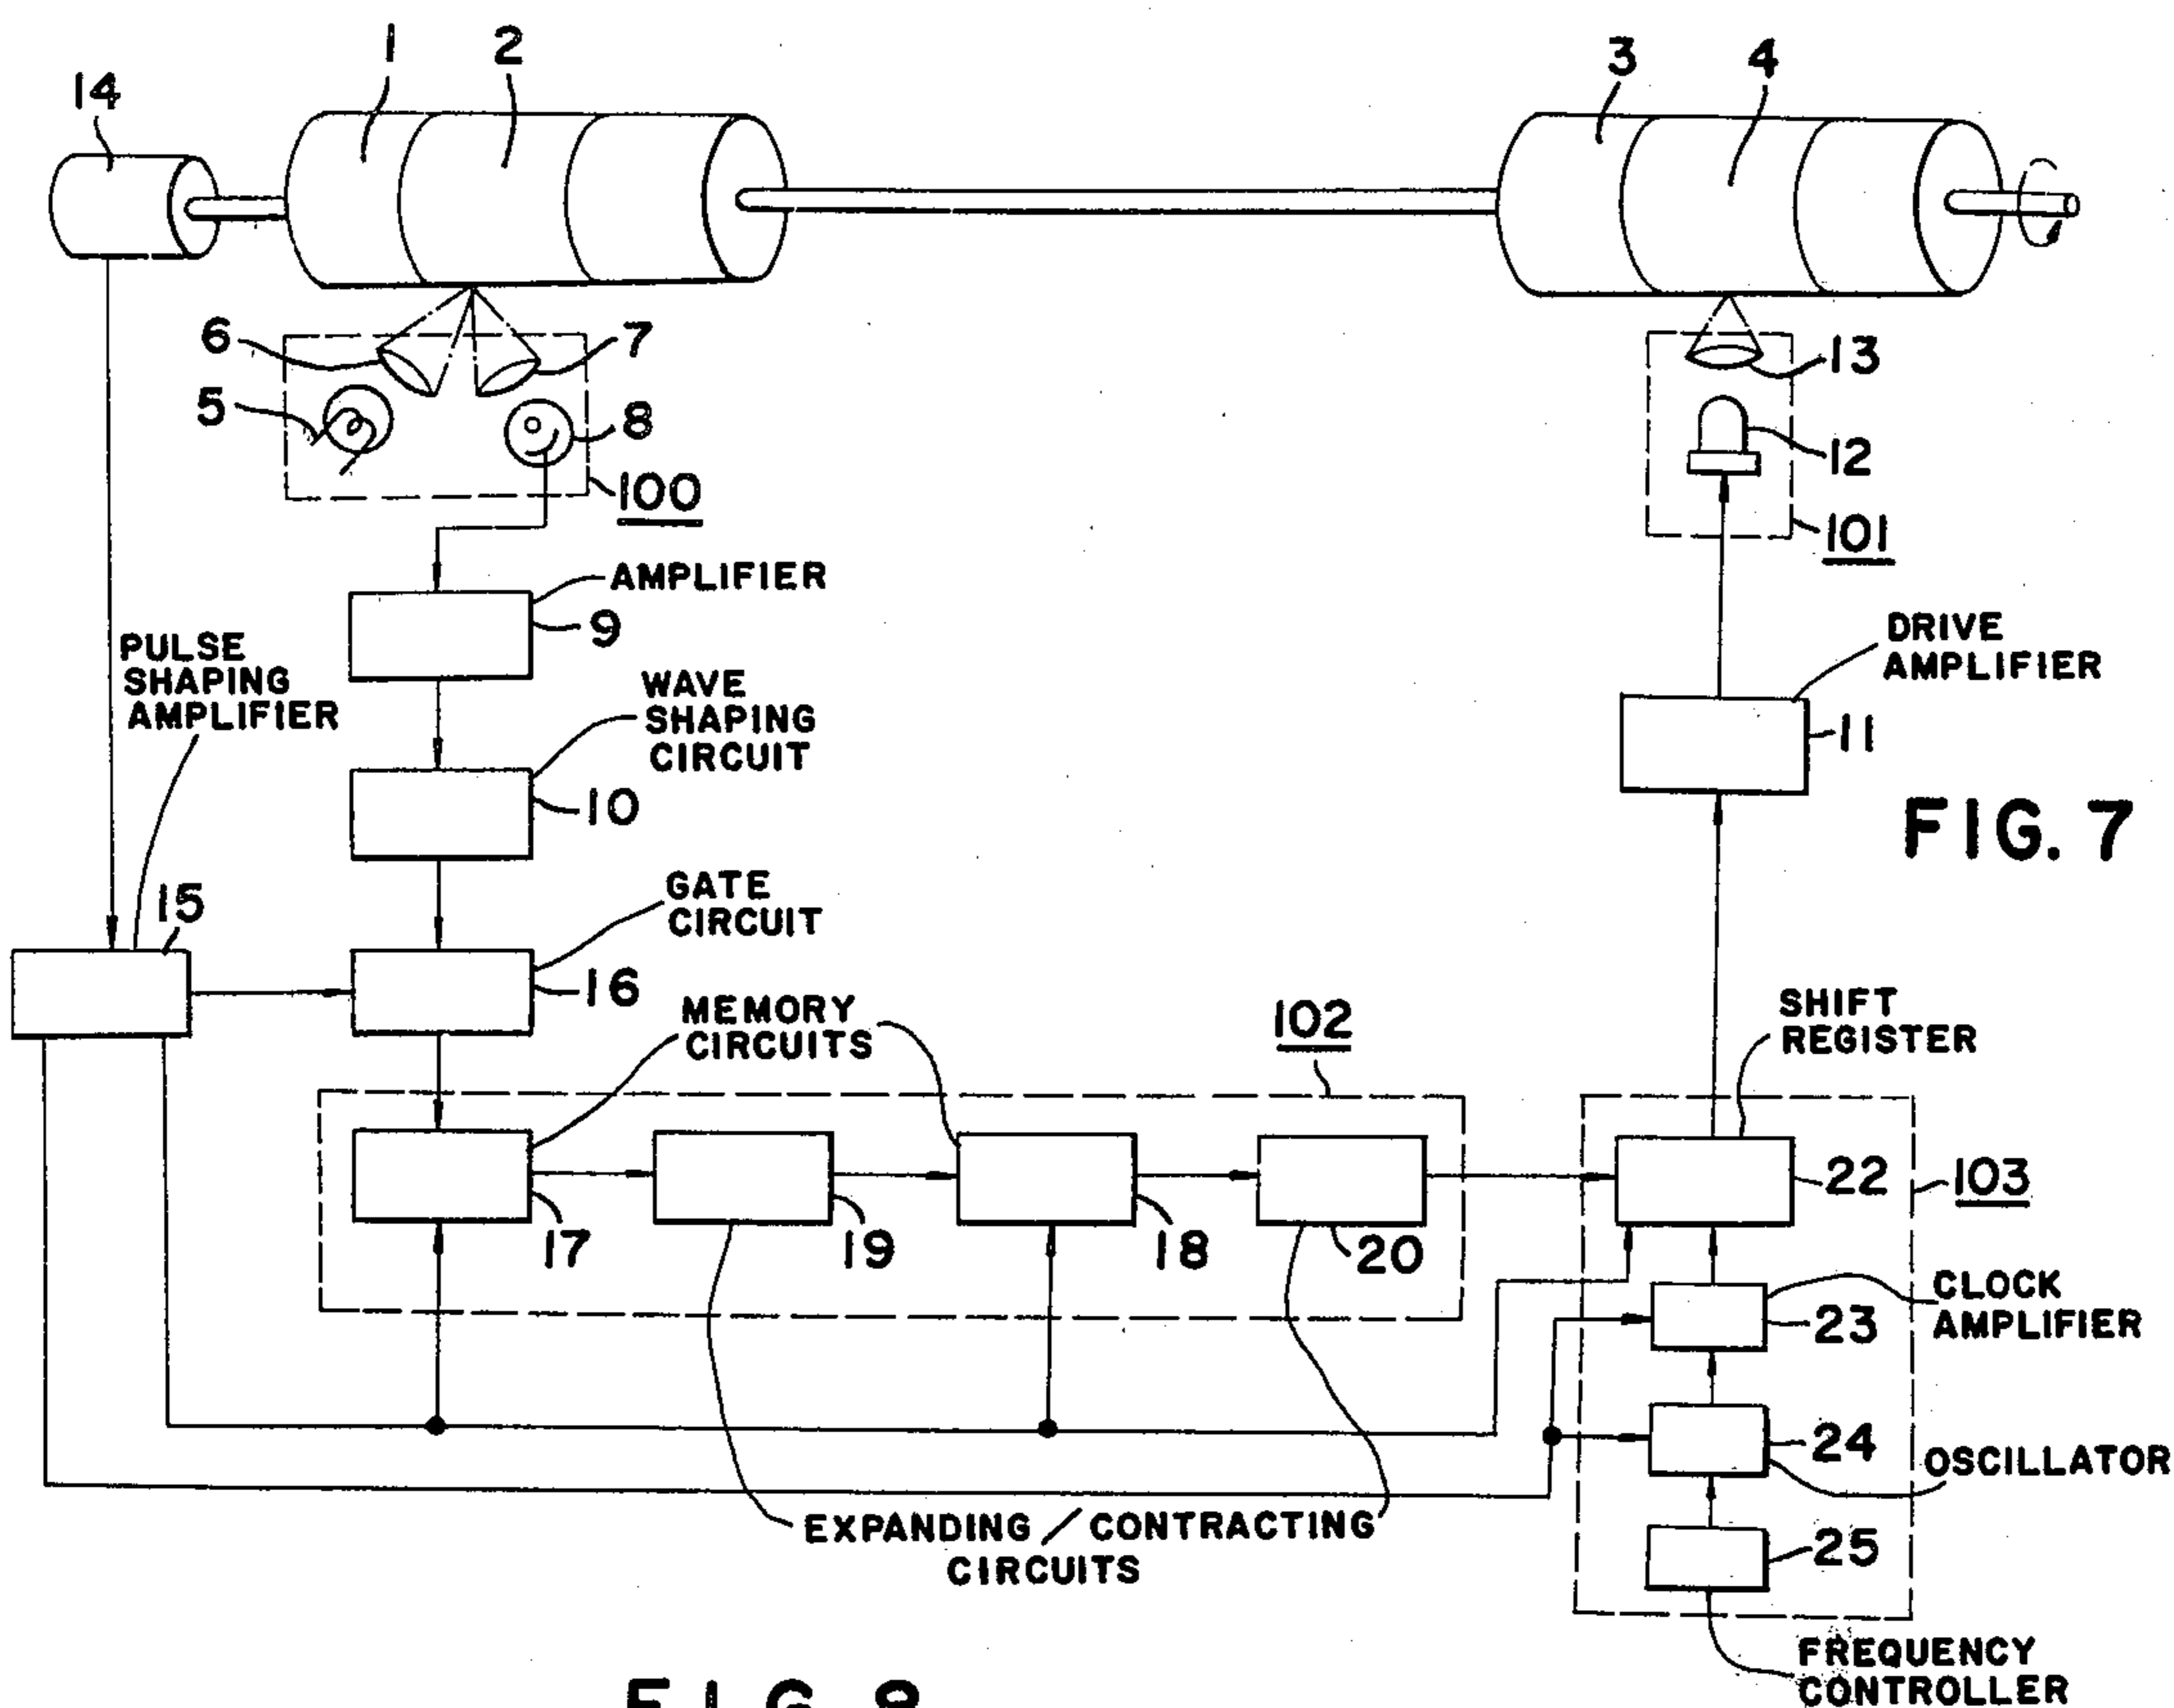 1
2
3
4
14
6
7
5
8
13
12
100
101
AMPLIFIER
9
PULSE
SHAPING
AMPLIFIER
WAVE
SHAPING
CIRCUIT
10
DRIVE
AMPLIFIER
11
FIG. 7
15
GATE
CIRCUIT
16
MEMORY
CIRCUITS
102
SHIFT
REGISTER
17
19
18
20
22
103
CLOCK
AMPLIFIER
23
24
OSCILLATOR
EXPANDING / CONTRACTING
CIRCUITS
25
FREQUENCY
CONTROLLER
FIG. 8